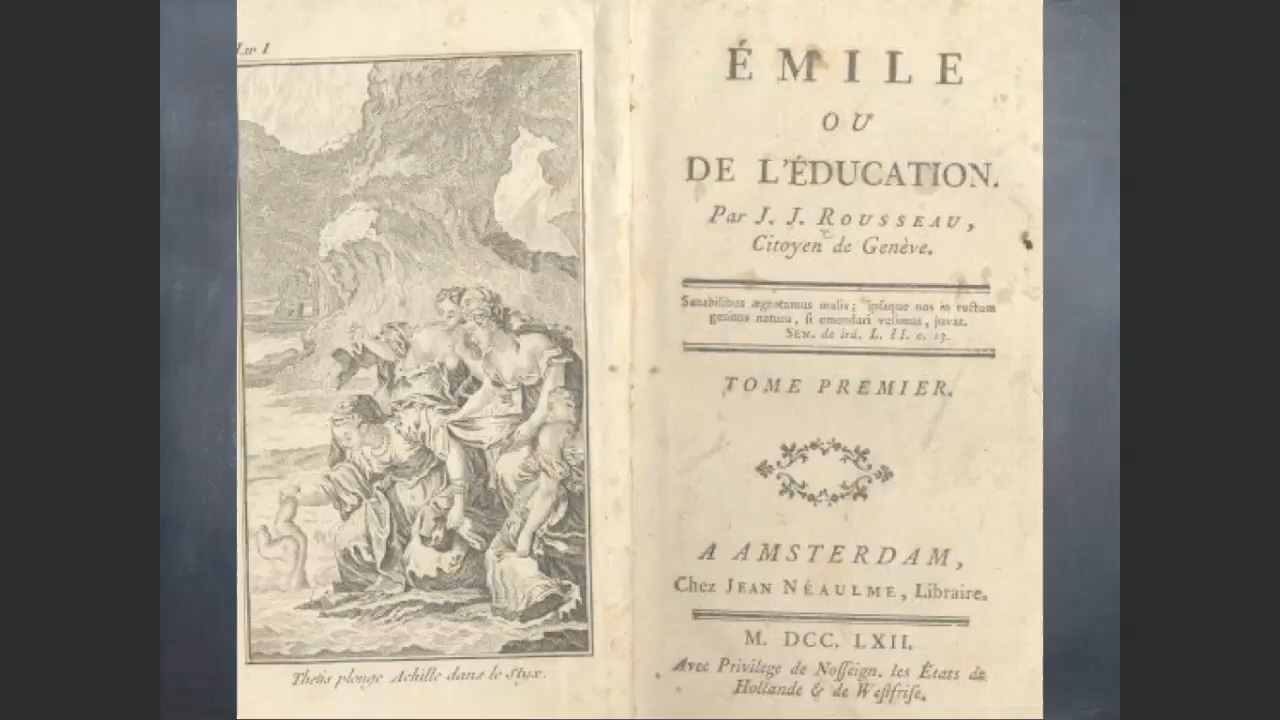 Liv I
Thetis plonge Achille dans le Styx.
ÉMILE
OU
DE L'ÉDUCATION.
Par J. J. ROUSSEAU,
Citoyen de Genève.
Sanabilibus ægrotamus malis; ipsaque nos in rectum
genitos natura, si emendari velimus, juvat.
SEN. de irâ. L. II. c. 13.
TOME PREMIER.
A AMSTERDAM,
Chez JEAN NÉAULME, Libraire.
M. DCC. LXII.
Avec Privilege de Noſſeign. les États de
Hollande & de Weſtfriſe.